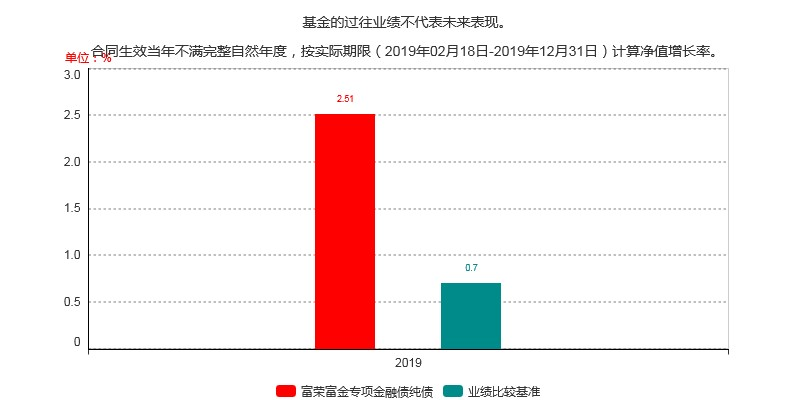 基金的过往业绩不代表未来表现。
合同生效当年不满完整自然年度，按实际期限（2019年02月18日-2019年12月31日）计算净值增长率。
单位：%
3.0
2.5
2.0
1.5
1.0
0.5
0
2.51
0.7
2019
富荣富金专项金融债纯债 业绩比较基准